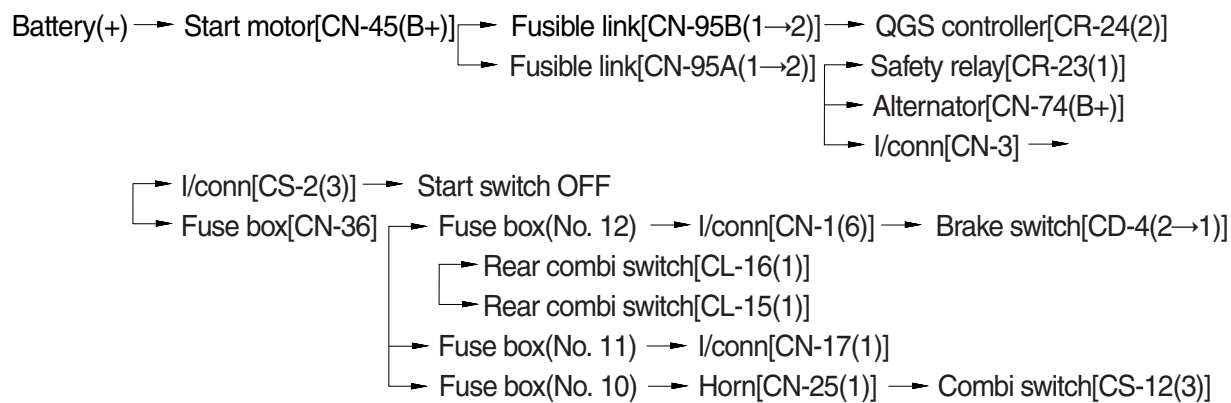 Battery(+) → Start motor[CN-45(B+)] → Fusible link[CN-95B(1→2)] → QGS controller[CR-24(2)]
→ Fusible link[CN-95A(1→2)] → Safety relay[CR-23(1)]
→ Alternator[CN-74(B+)]
→ I/conn[CN-3] →
→ I/conn[CS-2(3)] → Start switch OFF
→ Fuse box[CN-36] → Fuse box(No. 12) → I/conn[CN-1(6)] → Brake switch[CD-4(2→1)]
→ Rear combi switch[CL-16(1)]
→ Rear combi switch[CL-15(1)]
→ Fuse box(No. 11) → I/conn[CN-17(1)]
→ Fuse box(No. 10) → Horn[CN-25(1)] → Combi switch[CS-12(3)]